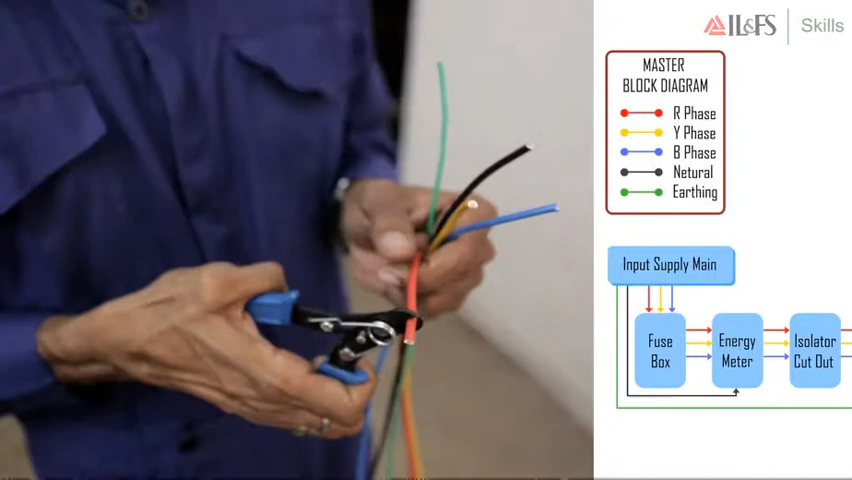 IL&FS Skills
MASTER
BLOCK DIAGRAM
R Phase
Y Phase
B Phase
Netural
Earthing
Input Supply Main
Fuse
Box
Energy
Meter
Isolator
Cut Out